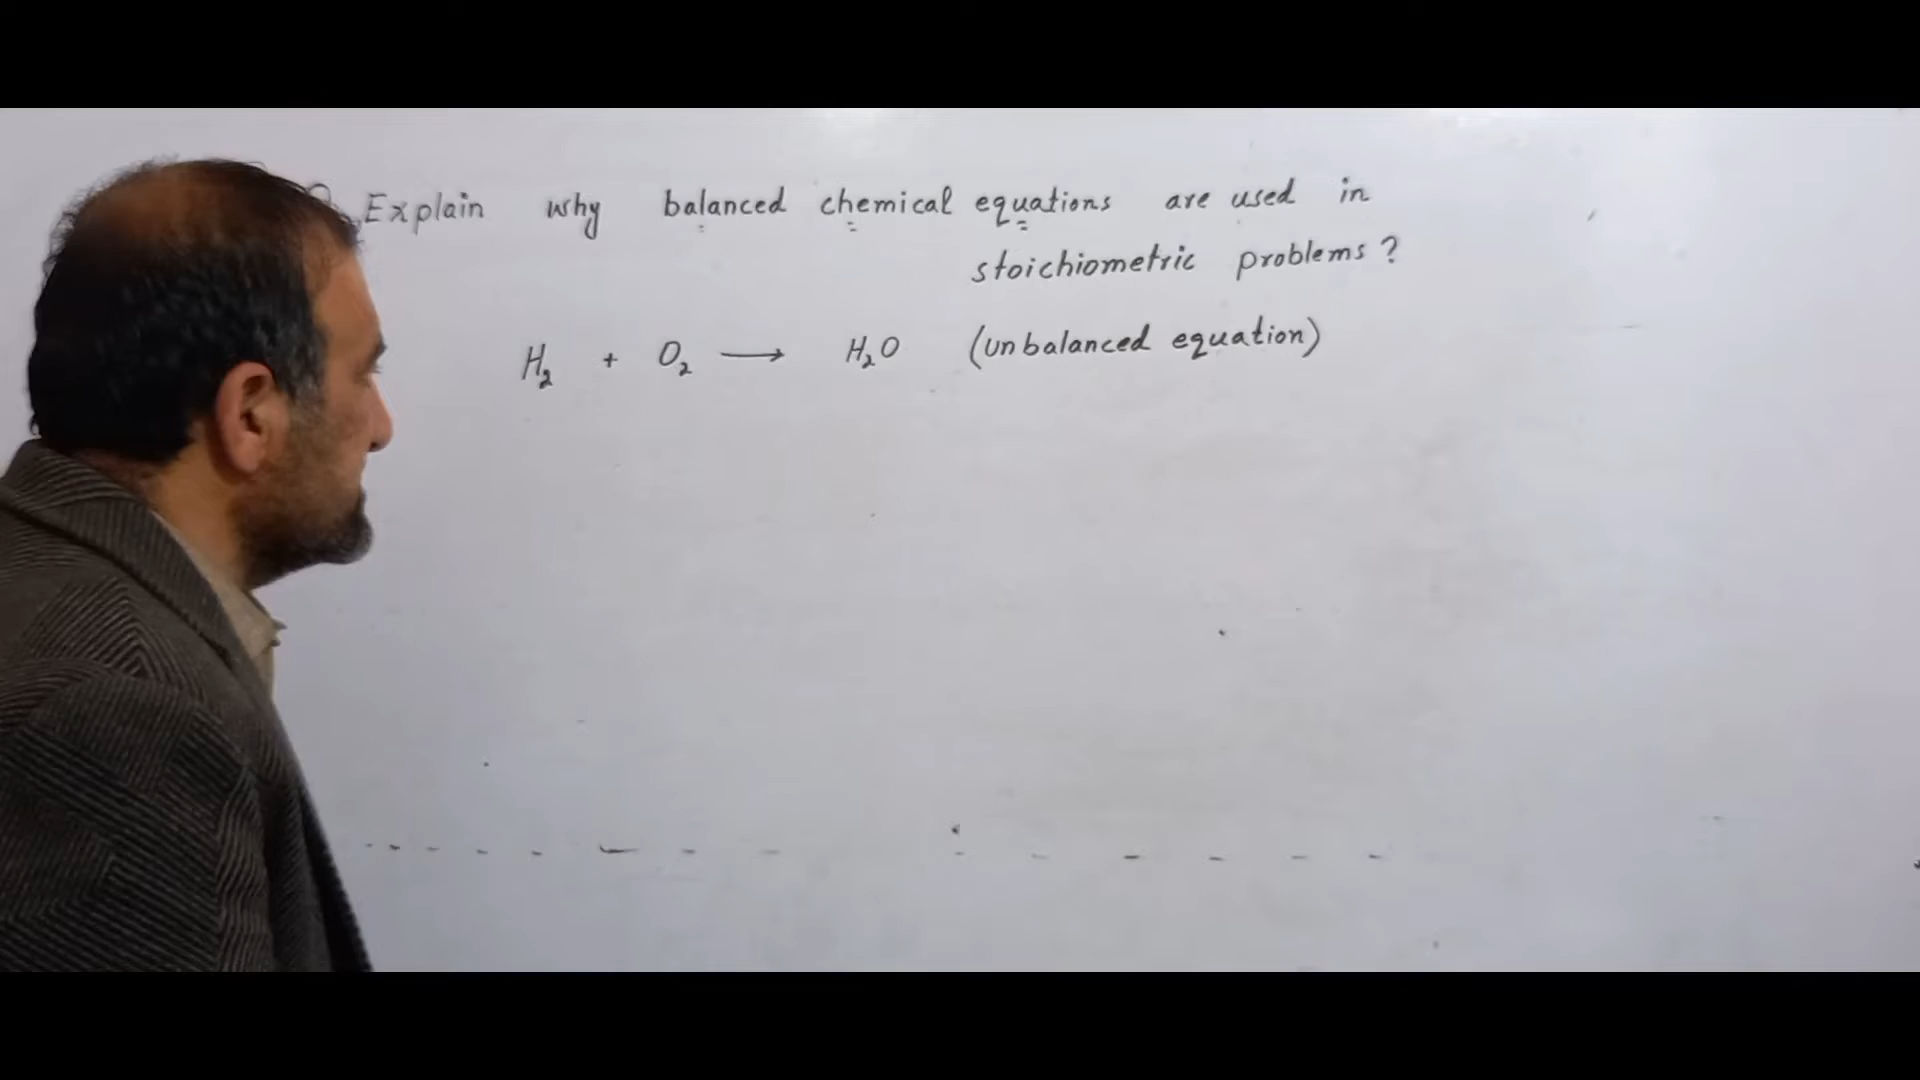 Explain why balanced chemical equations are used in
stoichiometric problems?
H₂ + O₂ ⟶ H₂O (unbalanced equation)